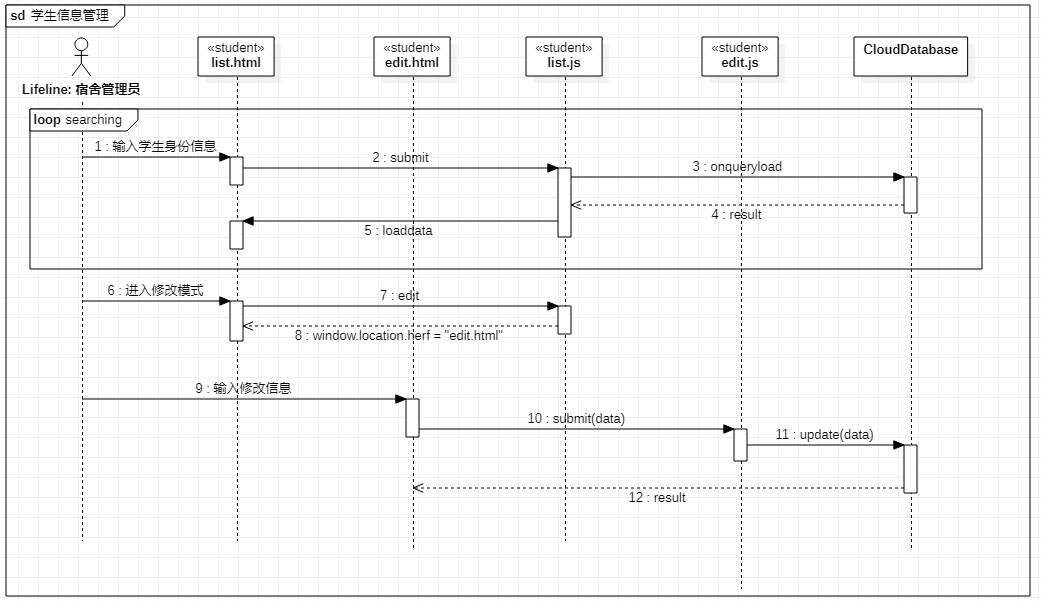 sd 学生信息管理
«student»
list.html
«student»
edit.html
«student»
list.js
«student»
edit.js
CloudDatabase
Lifeline: 宿舍管理员
loop searching
1 : 输入学生身份信息
2 : submit
3 : onqueryload
4 : result
5 : loaddata
6 : 进入修改模式
7 : edit
8 : window.location.herf = "edit.html"
9 : 输入修改信息
10 : submit(data)
11 : update(data)
12 : result